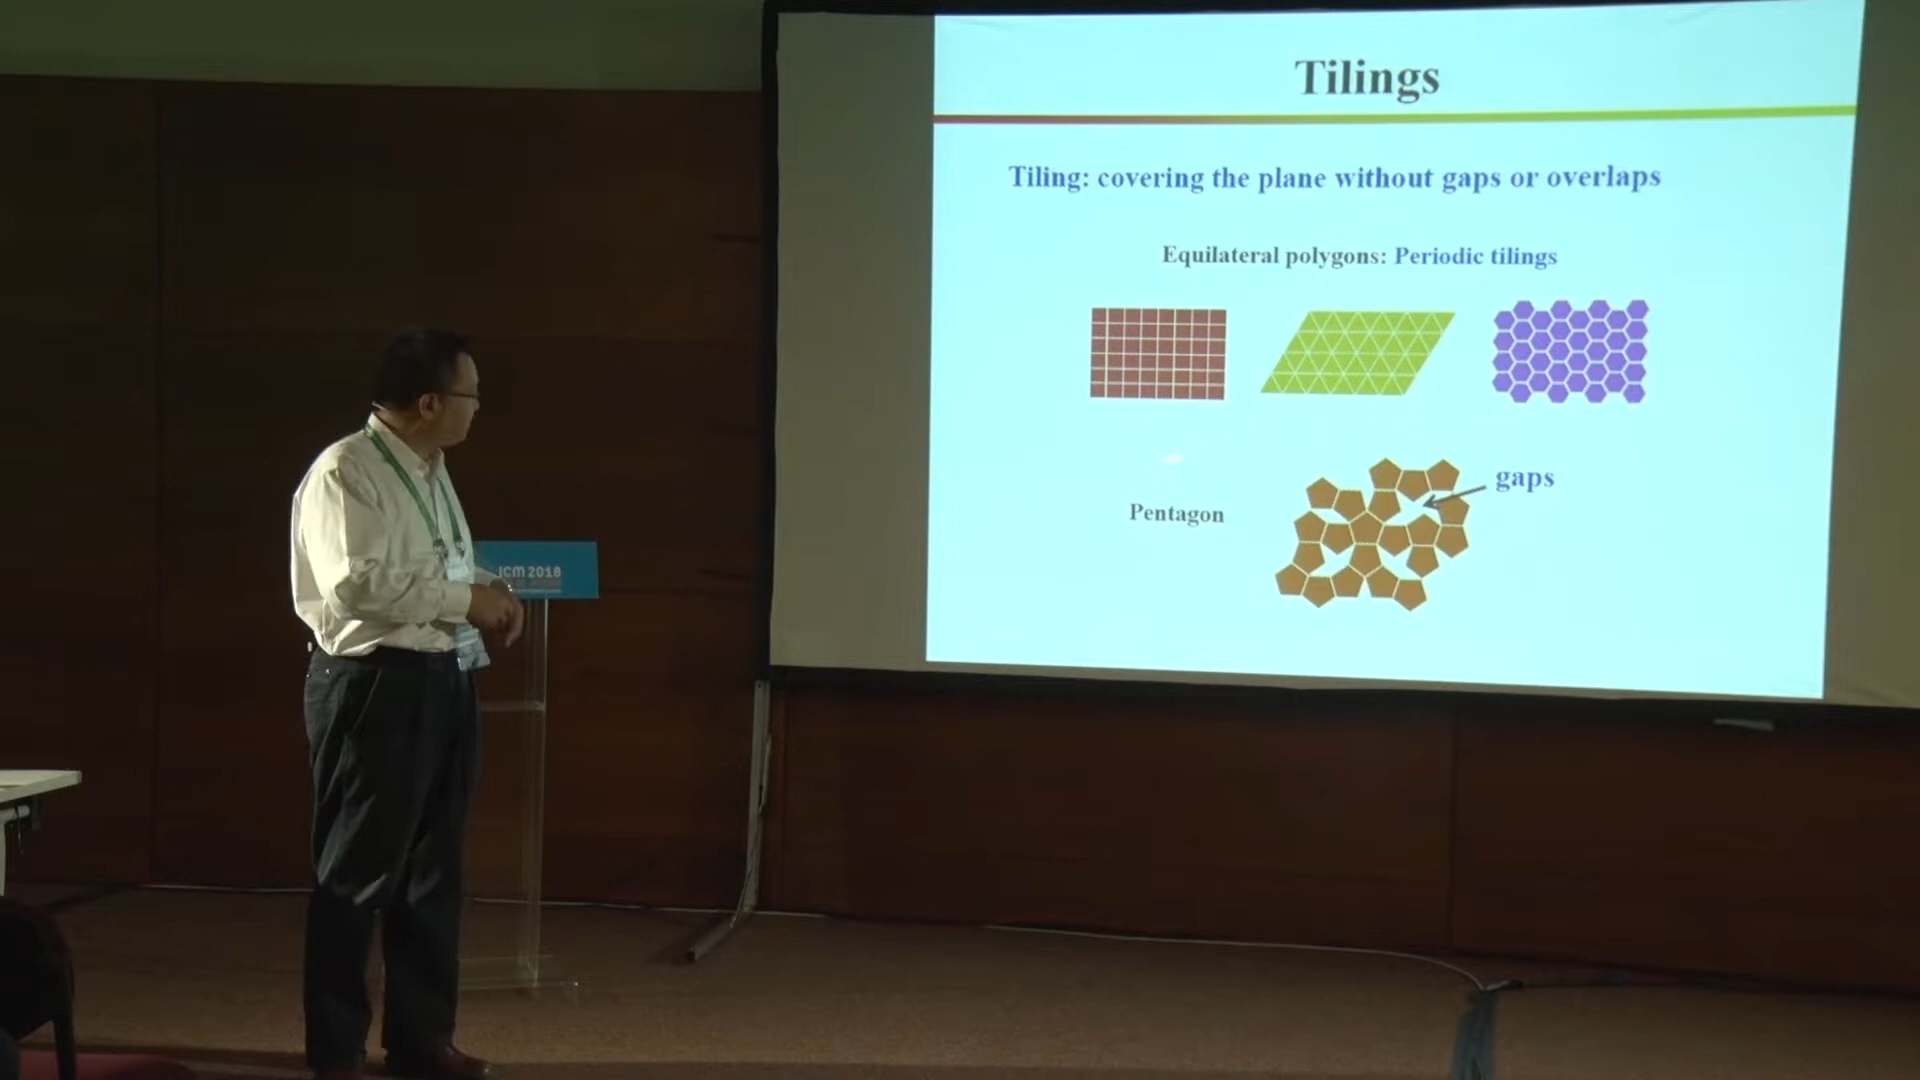 Tilings
Tiling: covering the plane without gaps or overlaps
Equilateral polygons: Periodic tilings
gaps
Pentagon
ICM 2018